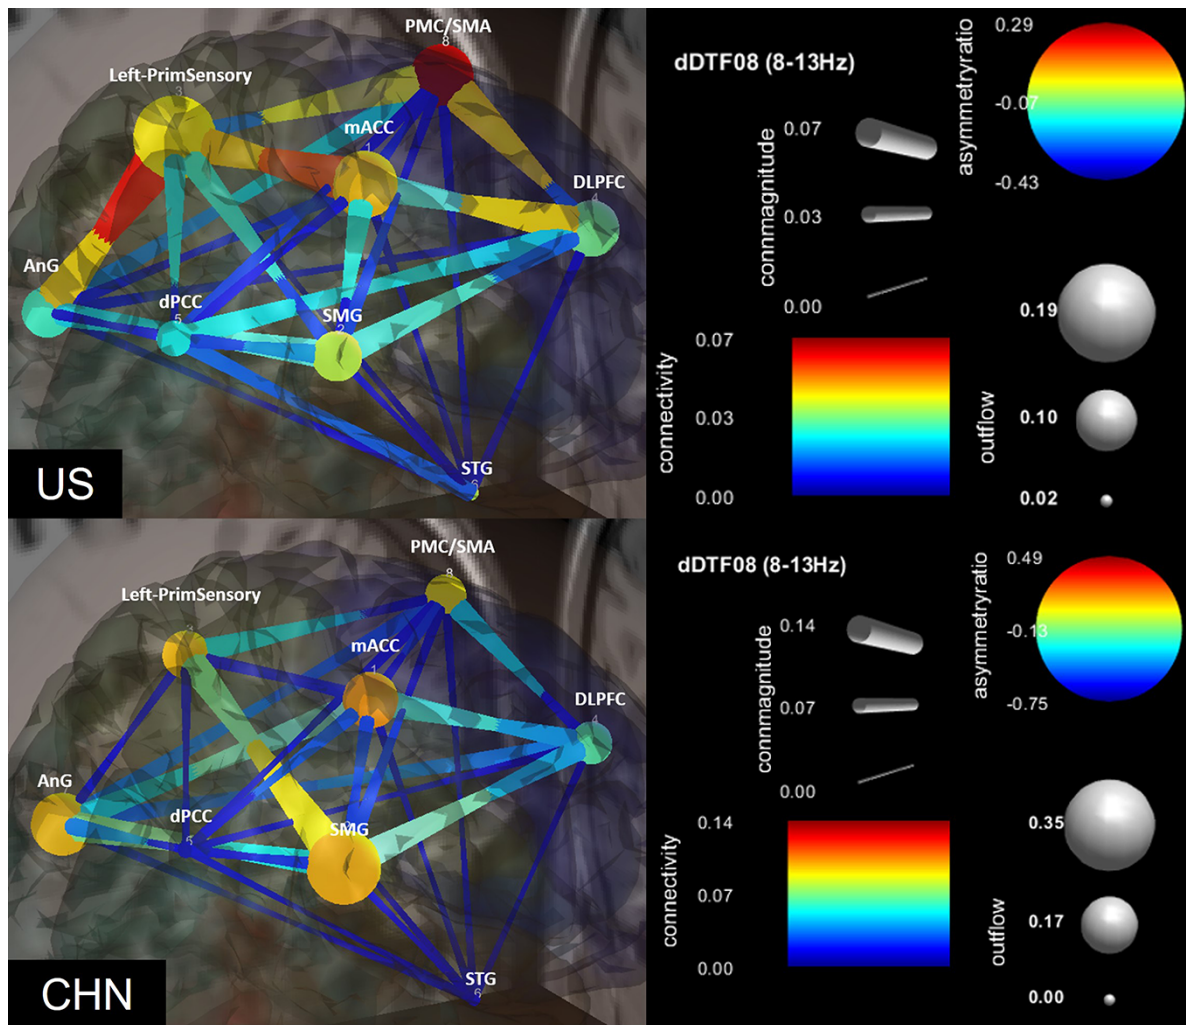 PMC/SMA
8
Left-PrimSensory
3
mACC
1
DLPFC
4
AnG
dPCC
5
SMG
2
STG
6
US
dDTF08 (8-13Hz)
connmagnitude
0.07
0.03
0.00
asymmetryratio
0.29
-0.07
-0.43
connectivity
0.07
0.03
0.00
outflow
0.19
0.10
0.02
PMC/SMA
8
Left-PrimSensory
3
mACC
1
DLPFC
4
AnG
dPCC
5
SMG
STG
6
CHN
dDTF08 (8-13Hz)
connmagnitude
0.14
0.07
0.00
asymmetryratio
0.49
-0.13
-0.75
connectivity
0.14
0.07
0.00
outflow
0.35
0.17
0.00